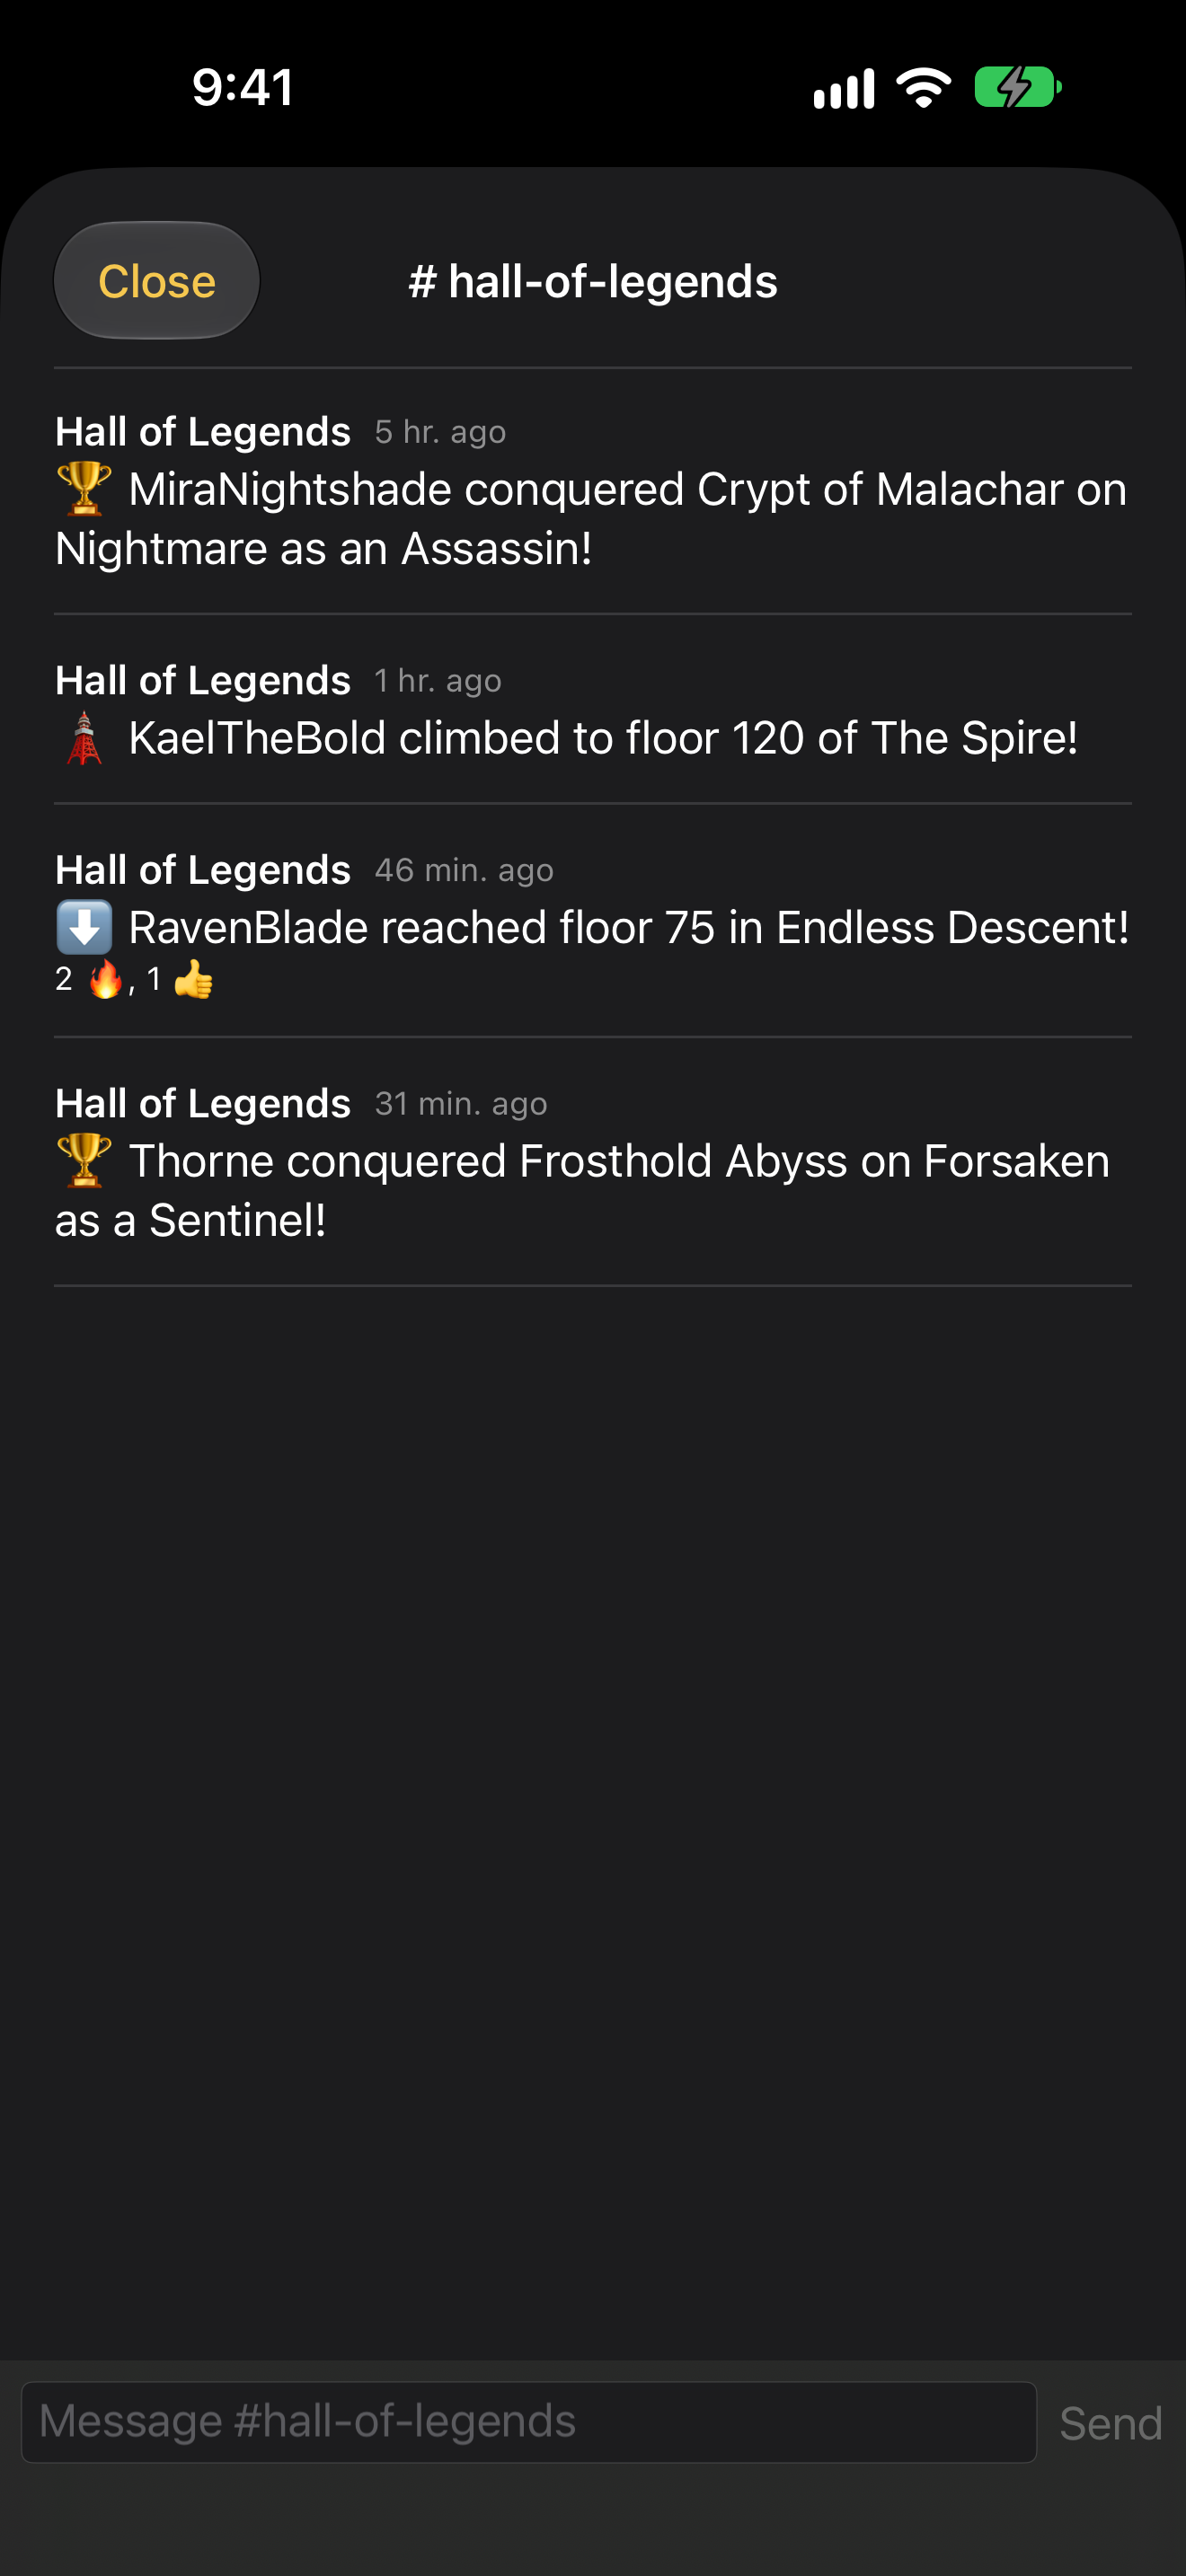 9:41
Close
# hall-of-legends
Hall of Legends 5 hr. ago
🏆 MiraNightshade conquered Crypt of Malachar on
Nightmare as an Assassin!
Hall of Legends 1 hr. ago
🗼 KaelTheBold climbed to floor 120 of The Spire!
Hall of Legends 46 min. ago
⬇️ RavenBlade reached floor 75 in Endless Descent!
2 🔥, 1 👍
Hall of Legends 31 min. ago
🏆 Thorne conquered Frosthold Abyss on Forsaken
as a Sentinel!
Message #hall-of-legends
Send